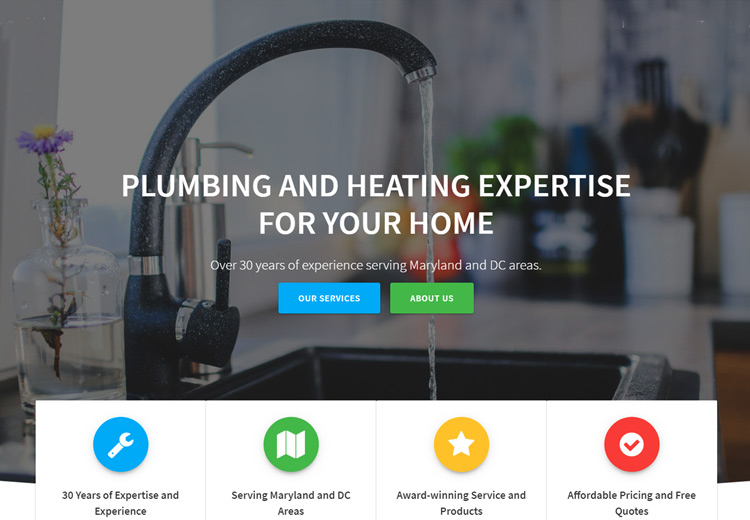 PLUMBING AND HEATING EXPERTISE
FOR YOUR HOME
Over 30 years of experience serving Maryland and DC areas.
OUR SERVICES
ABOUT US
30 Years of Expertise and
Experience
Serving Maryland and DC
Areas
Award-winning Service and
Products
Affordable Pricing and Free
Quotes